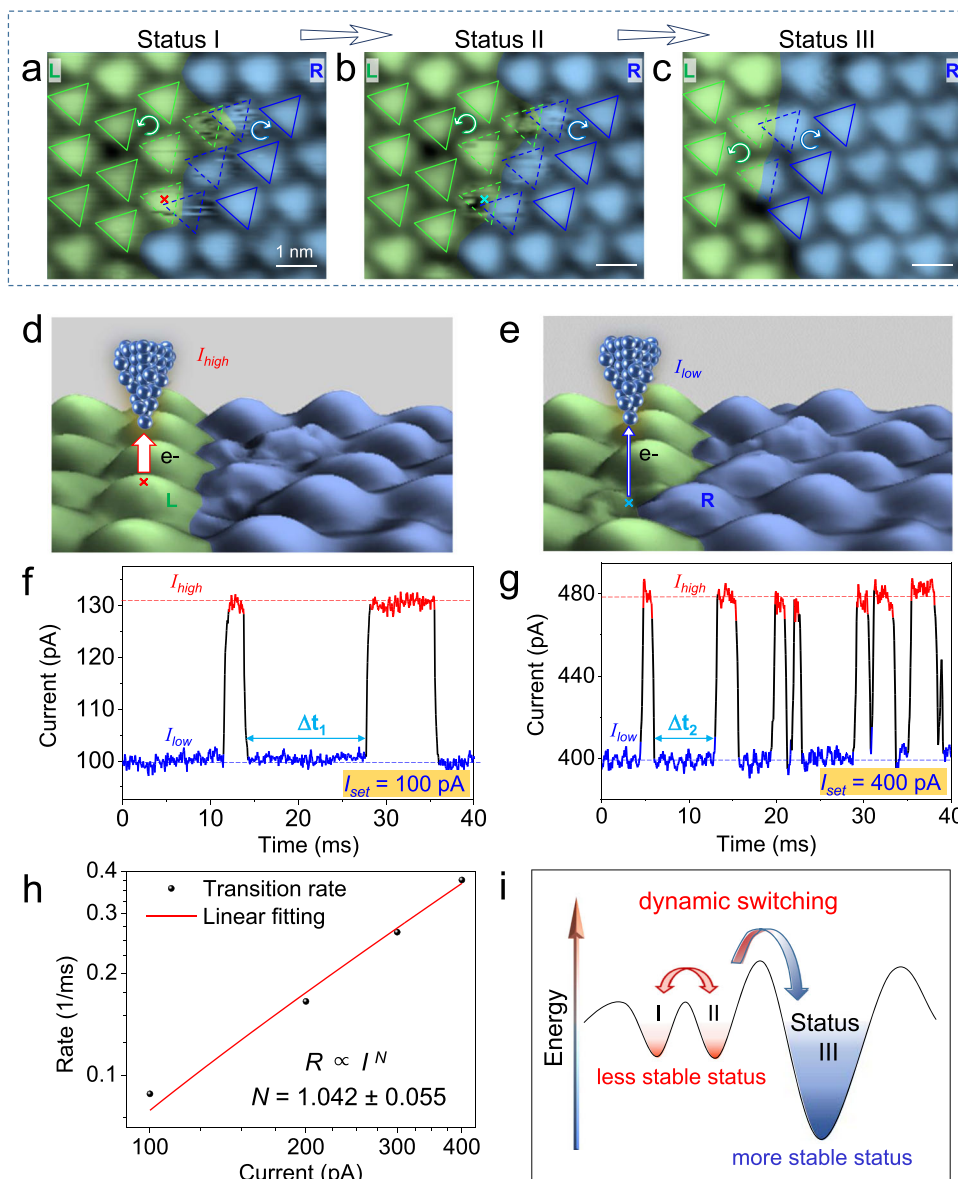 Status I
Status II
Status III
a
L
R
1 nm
b
L
R
c
L
R
d
I_high
e-
L
e
I_low
e-
R
f
I_high
I_low
Δt₁
I_set = 100 pA
130
120
110
100
Current (pA)
0 10 20 30 40
Time (ms)
g
I_high
I_low
Δt₂
I_set = 400 pA
480
440
400
Current (pA)
0 10 20 30 40
Time (ms)
h
Transition rate
Linear fitting
R ∝ I^N
N = 1.042 ± 0.055
0.4
0.3
0.2
0.1
Rate (1/ms)
100 200 300 400
Current (pA)
i
dynamic switching
Energy
I
II
Status
III
less stable status
more stable status